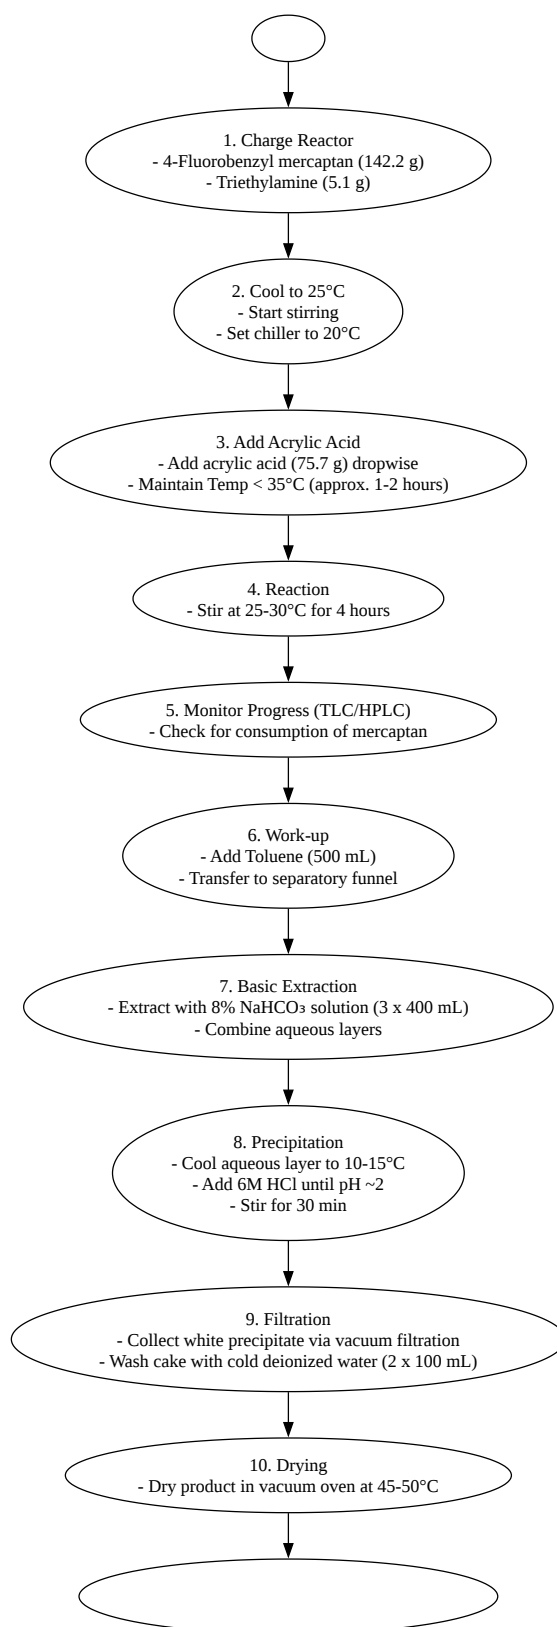 1. Charge Reactor
- 4-Fluorobenzyl mercaptan (142.2 g)
- Triethylamine (5.1 g)
2. Cool to 25°C
- Start stirring
- Set chiller to 20°C
3. Add Acrylic Acid
- Add acrylic acid (75.7 g) dropwise
- Maintain Temp < 35°C (approx. 1-2 hours)
4. Reaction
- Stir at 25-30°C for 4 hours
5. Monitor Progress (TLC/HPLC)
- Check for consumption of mercaptan
6. Work-up
- Add Toluene (500 mL)
- Transfer to separatory funnel
7. Basic Extraction
- Extract with 8% NaHCO₃ solution (3 x 400 mL)
- Combine aqueous layers
8. Precipitation
- Cool aqueous layer to 10-15°C
- Add 6M HCl until pH ~2
- Stir for 30 min
9. Filtration
- Collect white precipitate via vacuum filtration
- Wash cake with cold deionized water (2 x 100 mL)
10. Drying
- Dry product in vacuum oven at 45-50°C